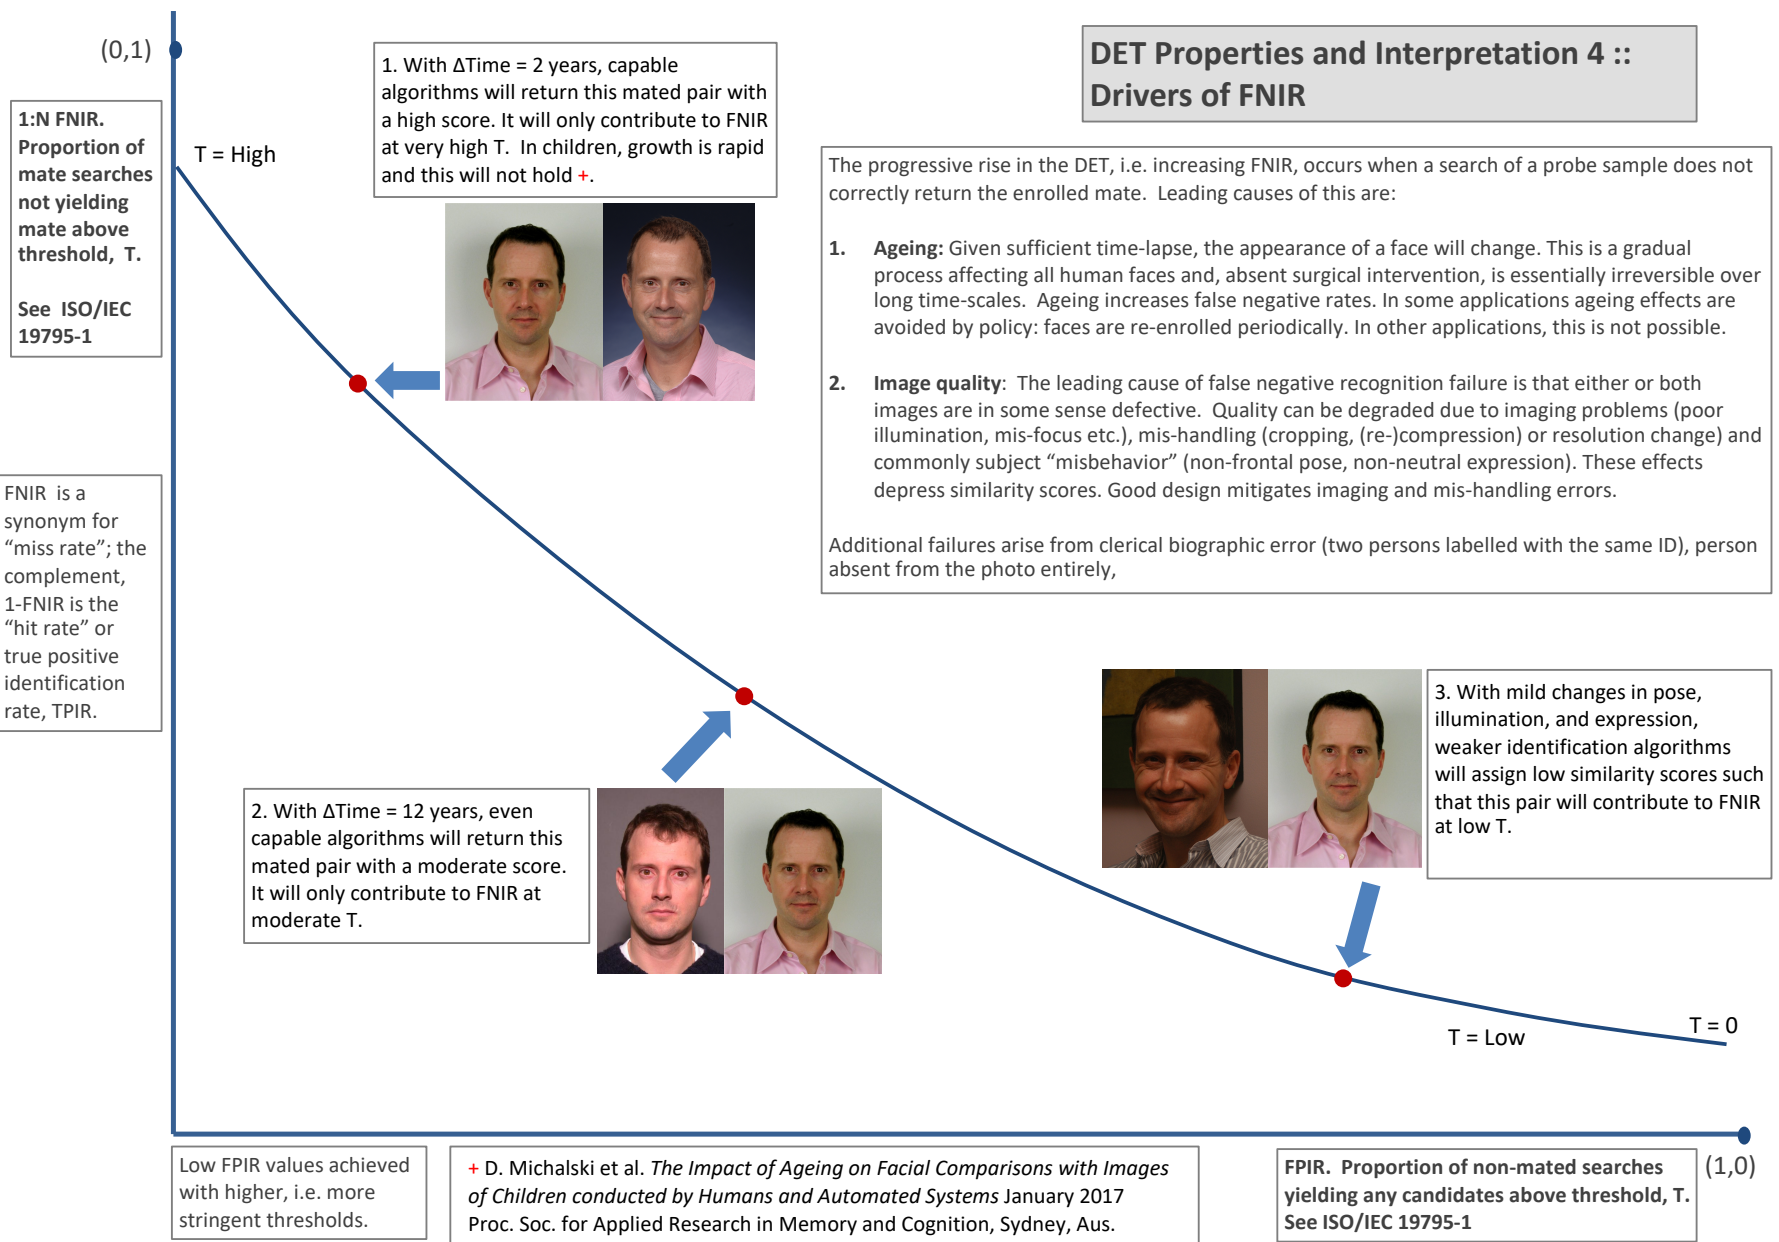 (0,1)
1:N FNIR.
Proportion of
mate searches
not yielding
mate above
threshold, T.
See ISO/IEC
19795-1
T = High
1. With ΔTime = 2 years, capable
algorithms will return this mated pair with
a high score. It will only contribute to FNIR
at very high T. In children, growth is rapid
and this will not hold +.
DET Properties and Interpretation 4 ::
Drivers of FNIR
The progressive rise in the DET, i.e. increasing FNIR, occurs when a search of a probe sample does not
correctly return the enrolled mate. Leading causes of this are:
1. Ageing: Given sufficient time-lapse, the appearance of a face will change. This is a gradual
process affecting all human faces and, absent surgical intervention, is essentially irreversible over
long time-scales. Ageing increases false negative rates. In some applications ageing effects are
avoided by policy: faces are re-enrolled periodically. In other applications, this is not possible.
2. Image quality: The leading cause of false negative recognition failure is that either or both
images are in some sense defective. Quality can be degraded due to imaging problems (poor
illumination, mis-focus etc.), mis-handling (cropping, (re-)compression) or resolution change) and
commonly subject “misbehavior” (non-frontal pose, non-neutral expression). These effects
depress similarity scores. Good design mitigates imaging and mis-handling errors.
Additional failures arise from clerical biographic error (two persons labelled with the same ID), person
absent from the photo entirely,
FNIR is a
synonym for
“miss rate”; the
complement,
1-FNIR is the
“hit rate” or
true positive
identification
rate, TPIR.
2. With ΔTime = 12 years, even
capable algorithms will return this
mated pair with a moderate score.
It will only contribute to FNIR at
moderate T.
3. With mild changes in pose,
illumination, and expression,
weaker identification algorithms
will assign low similarity scores such
that this pair will contribute to FNIR
at low T.
T = Low
T = 0
Low FPIR values achieved
with higher, i.e. more
stringent thresholds.
+ D. Michalski et al. The Impact of Ageing on Facial Comparisons with Images
of Children conducted by Humans and Automated Systems January 2017
Proc. Soc. for Applied Research in Memory and Cognition, Sydney, Aus.
FPIR. Proportion of non-mated searches
yielding any candidates above threshold, T.
See ISO/IEC 19795-1
(1,0)